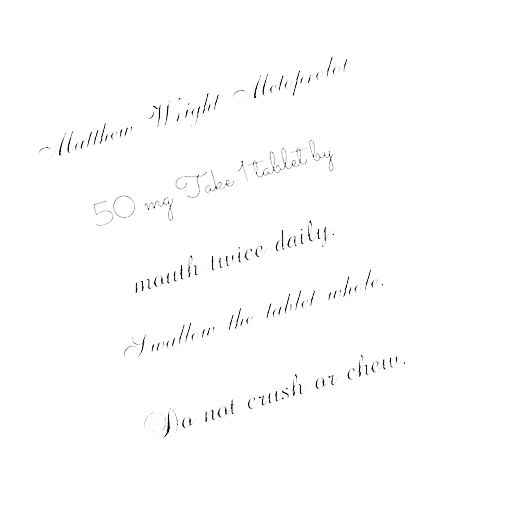 Matthew Wright Metoprolol
50 mg Take 1 tablet by
mouth twice daily.
Swallow the tablet whole.
Do not crush or chew.